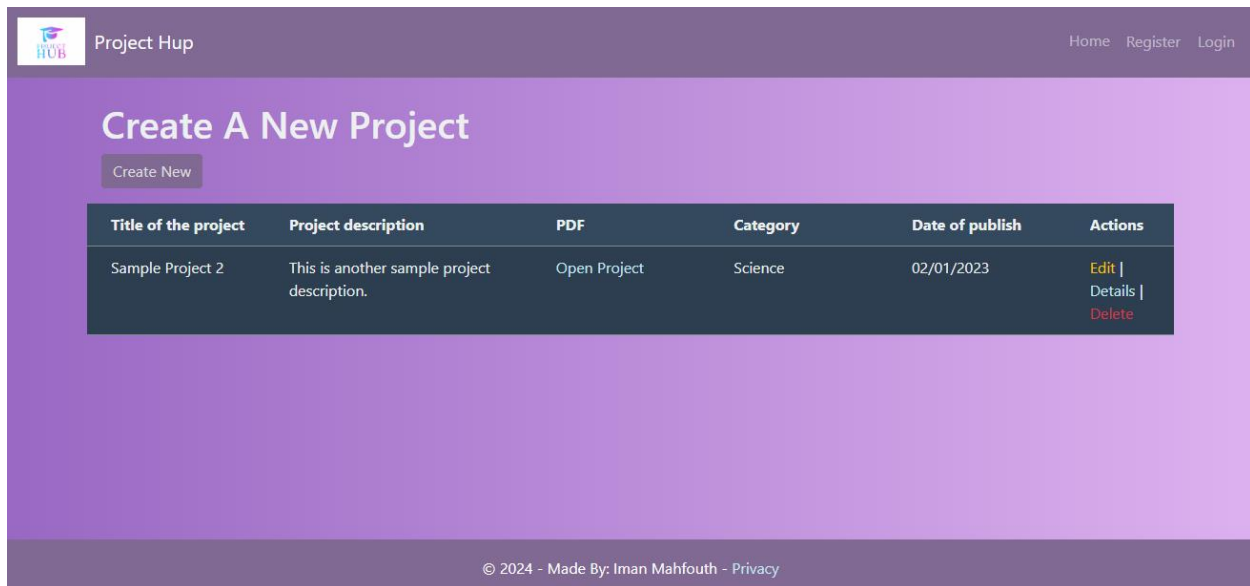 PROJECT
HUB
Project Hup
Home Register Login
Create A New Project
Create New
Title of the project Project description PDF Category Date of publish Actions
Sample Project 2 This is another sample project Open Project Science 02/01/2023 Edit |
description. Details |
Delete
© 2024 - Made By: Iman Mahfouth - Privacy